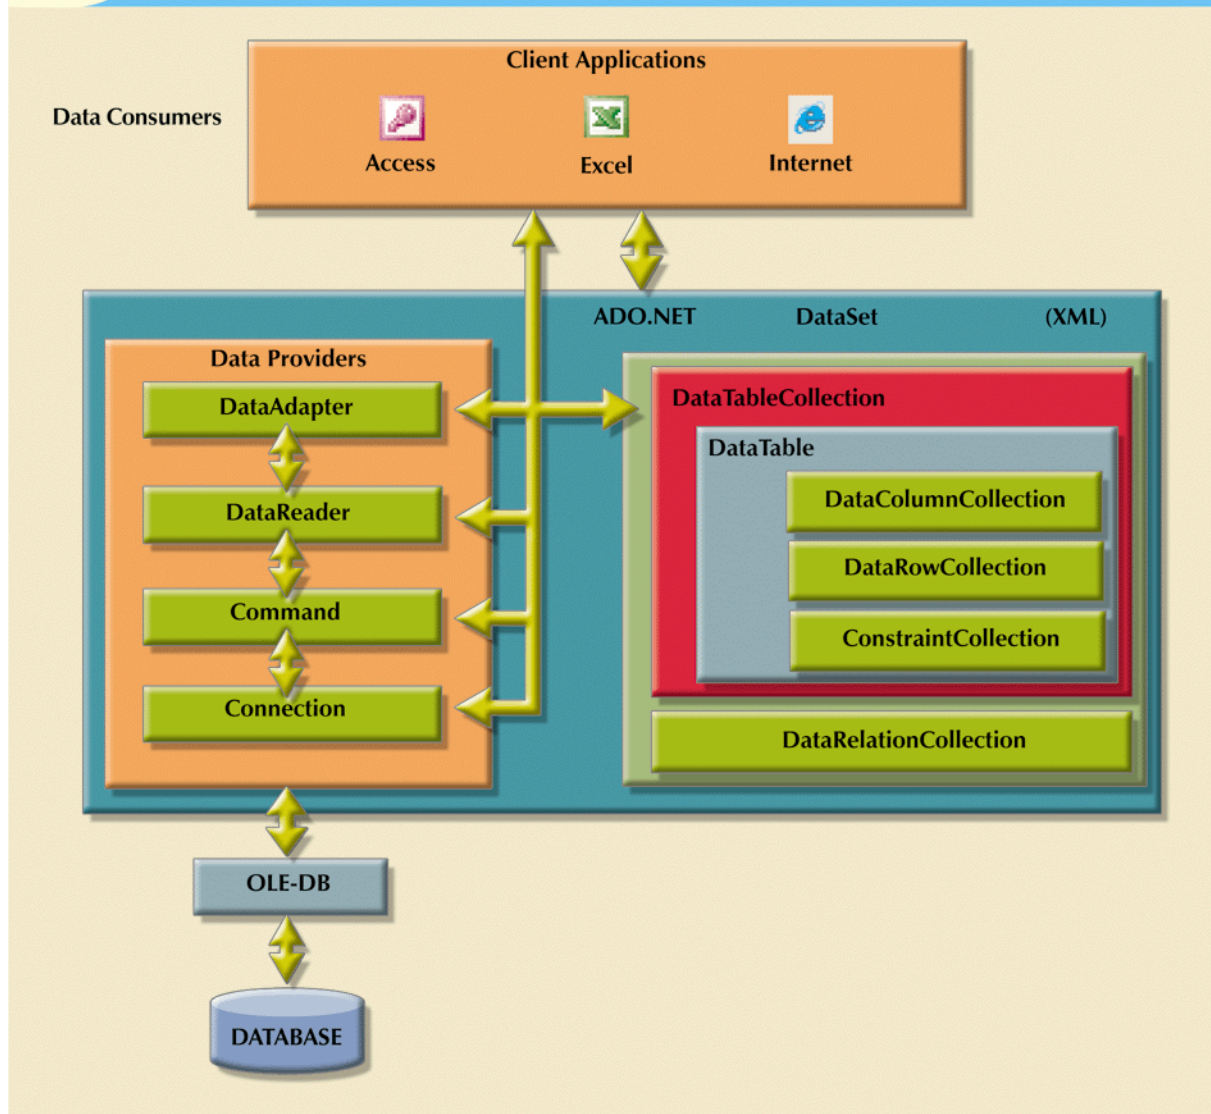 Client Applications
Data Consumers
Access
Excel
Internet
ADO.NET DataSet (XML)
Data Providers
DataAdapter
DataReader
Command
Connection
DataTableCollection
DataTable
DataColumnCollection
DataRowCollection
ConstraintCollection
DataRelationCollection
OLE-DB
DATABASE